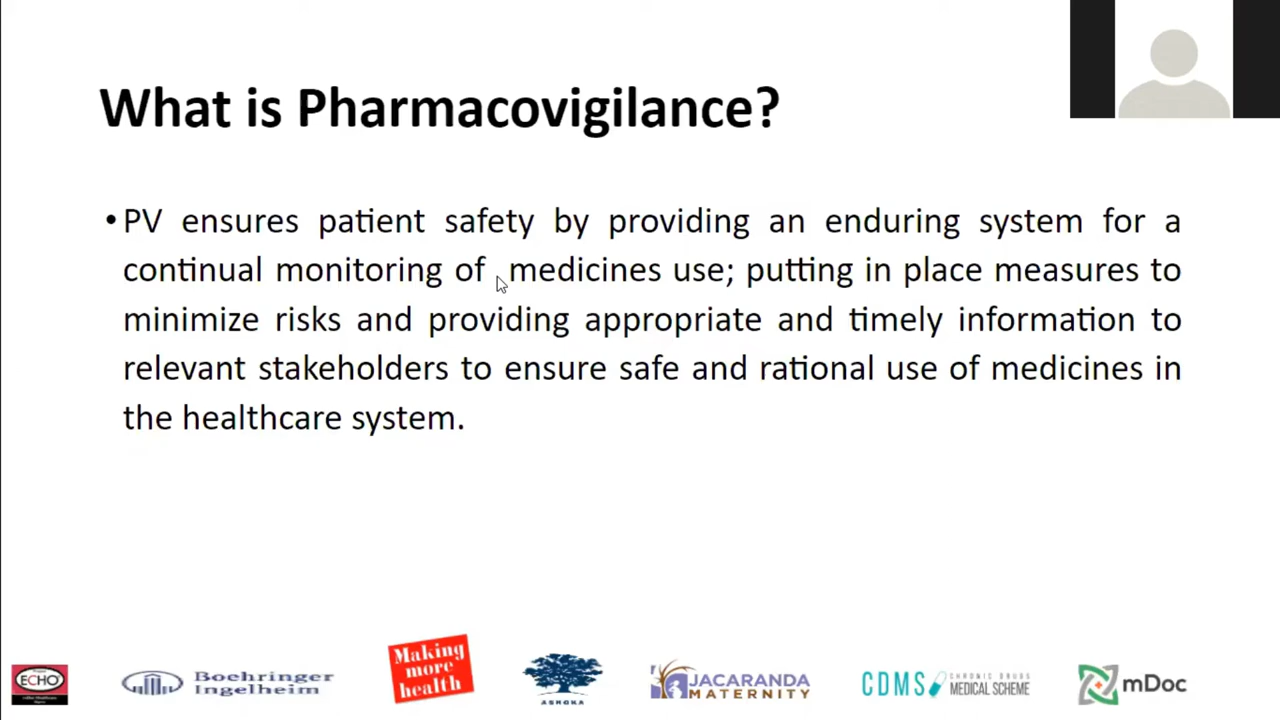 What is Pharmacovigilance?
• PV ensures patient safety by providing an enduring system for a
continual monitoring of medicines use; putting in place measures to
minimize risks and providing appropriate and timely information to
relevant stakeholders to ensure safe and rational use of medicines in
the healthcare system.
ECHO
Boehringer
Ingelheim
Making
more
health
ASHOKA
JACARANDA
MATERNITY
CDMS
CHRONIC DRUGS
MEDICAL SCHEME
mDoc